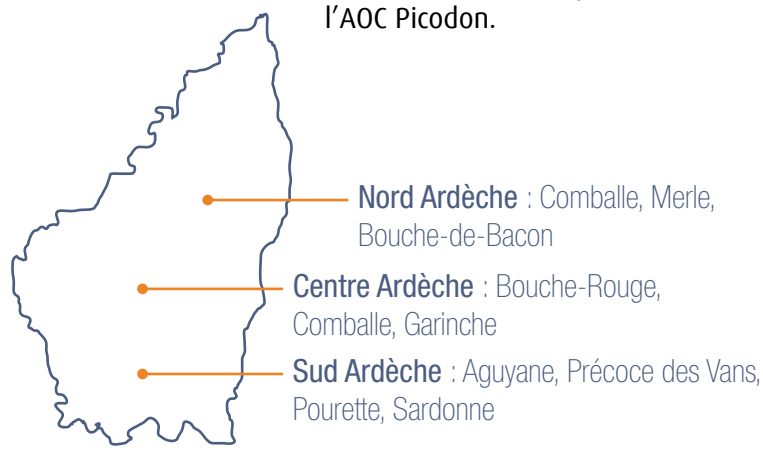 l'AOC Picodon.
Nord Ardèche : Comballe, Merle,
Bouche-de-Bacon
Centre Ardèche : Bouche-Rouge,
Comballe, Garinche
Sud Ardèche : Aguyane, Précoce des Vans,
Pourette, Sardonne